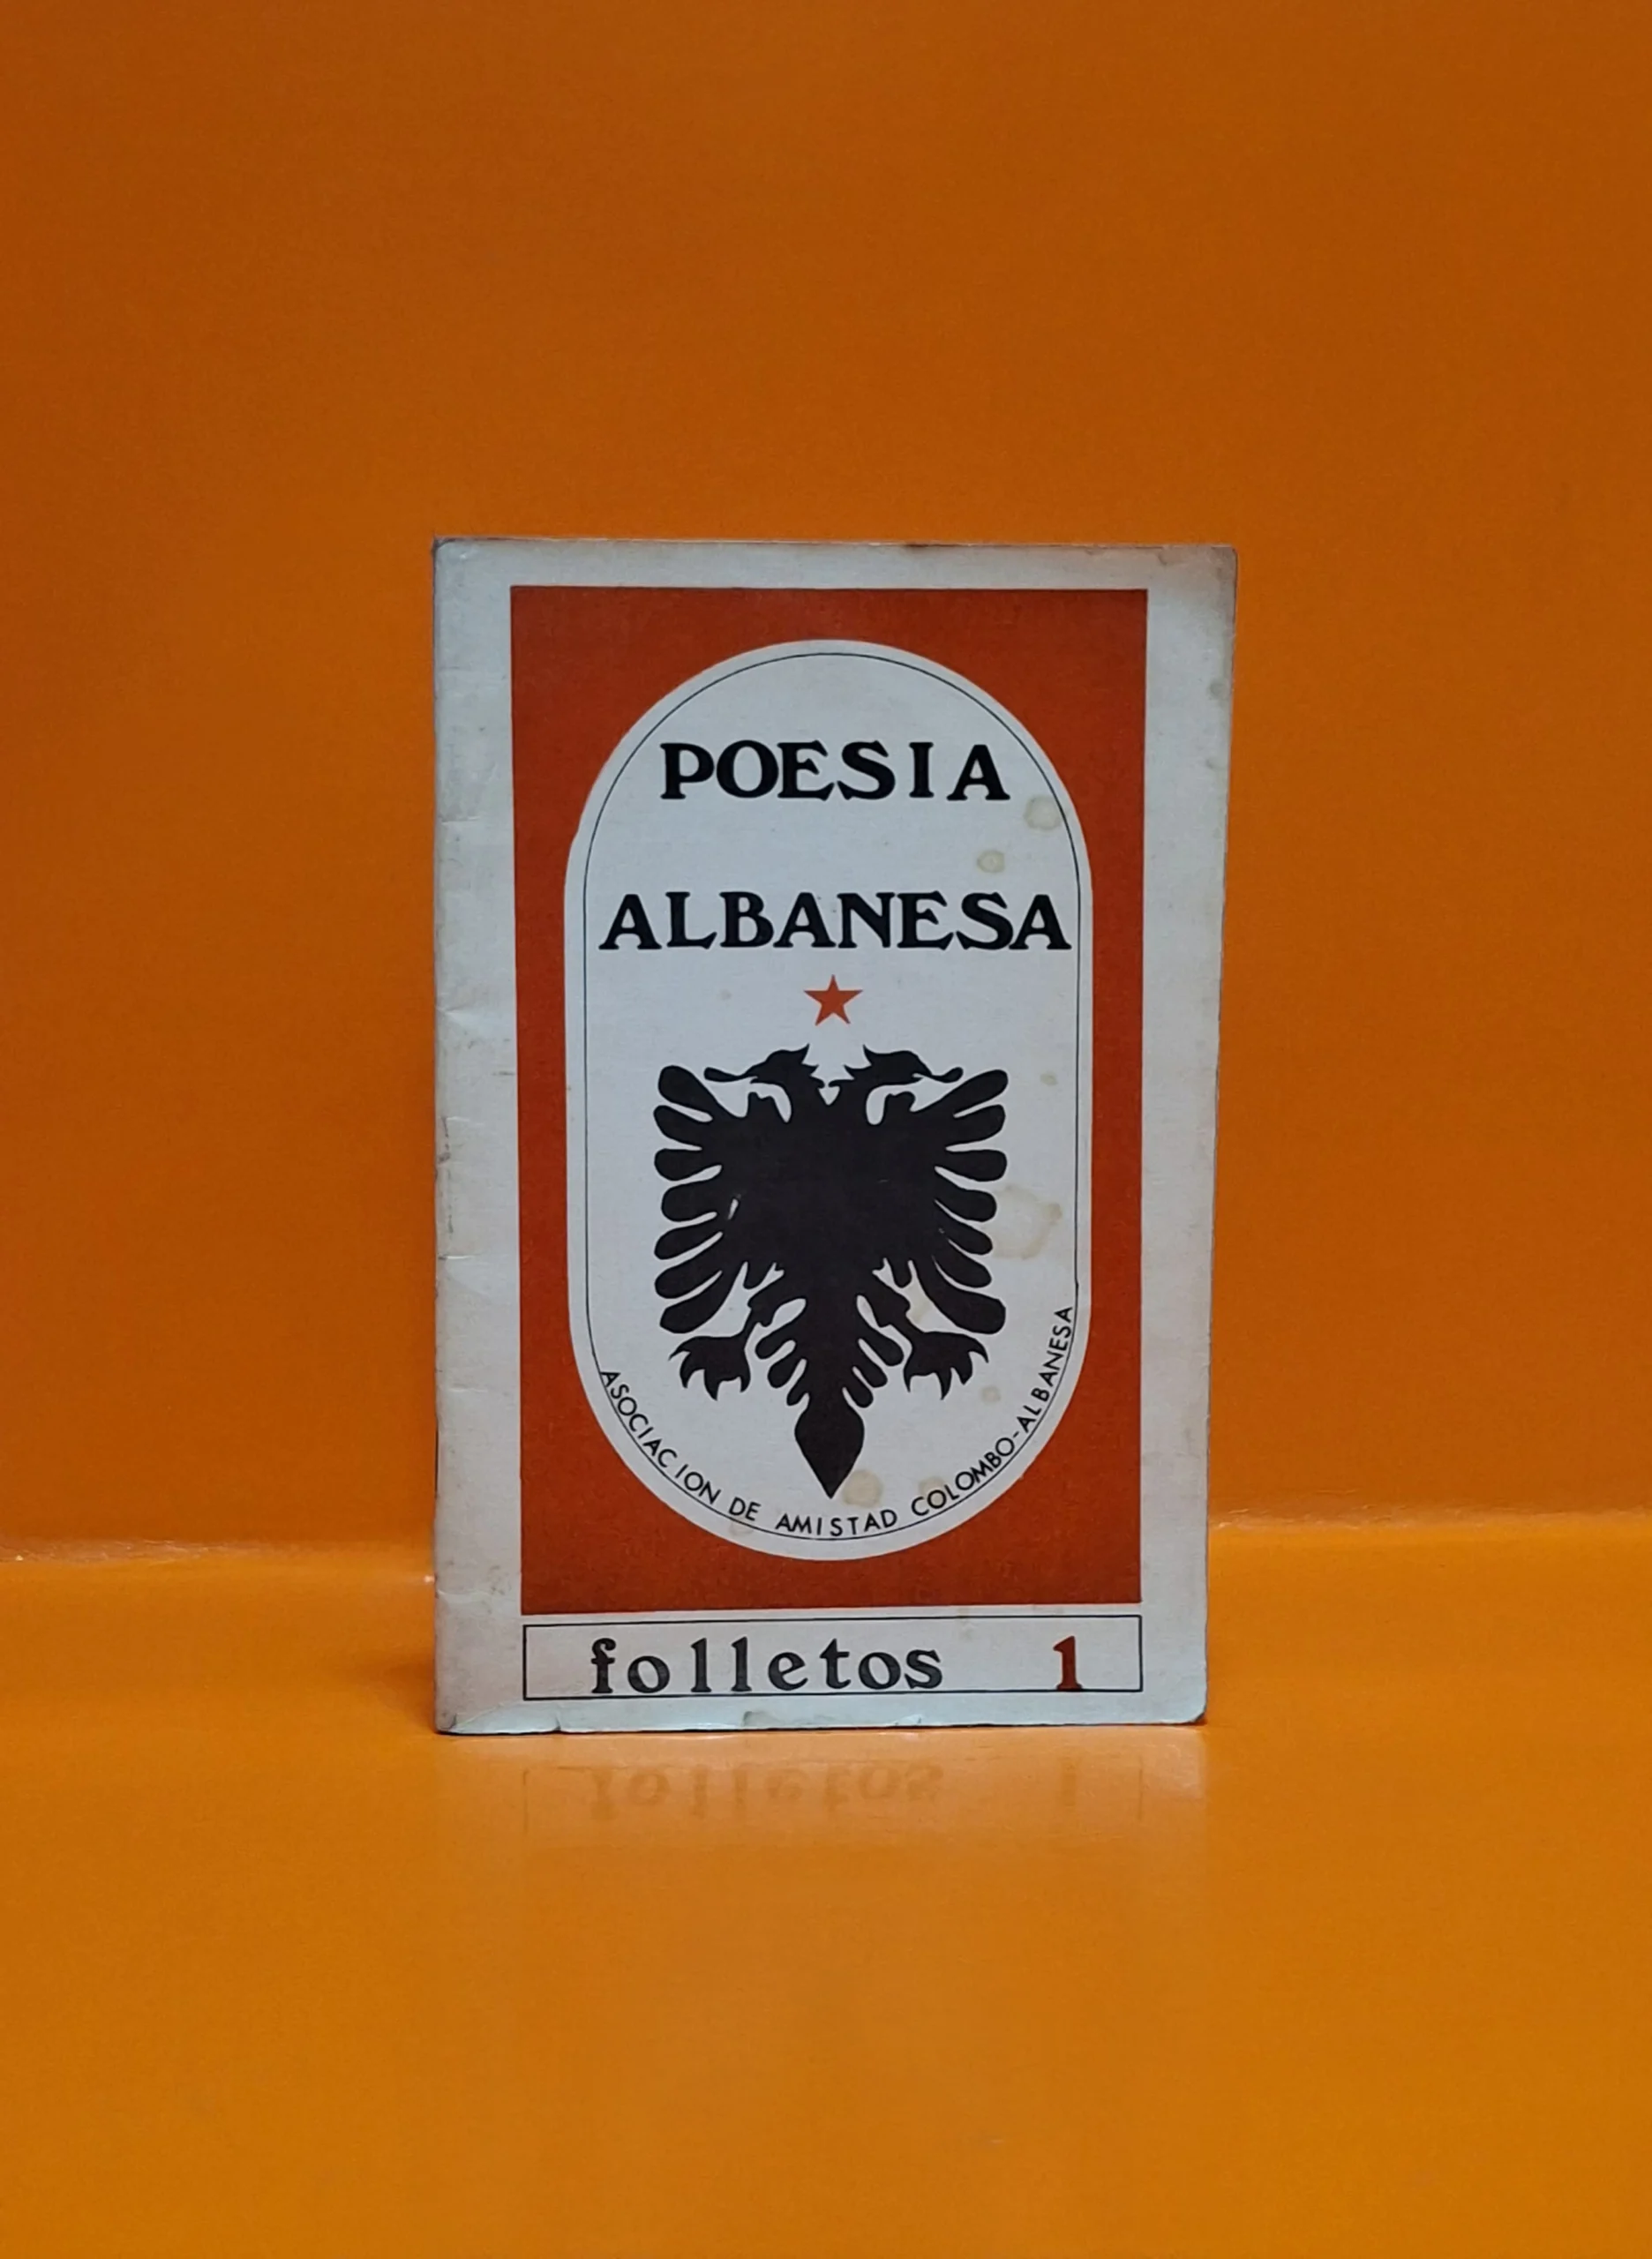 POESIA
ALBANESA
ASOCIACION DE AMISTAD COLOMBO-ALBANESA
folletos 1